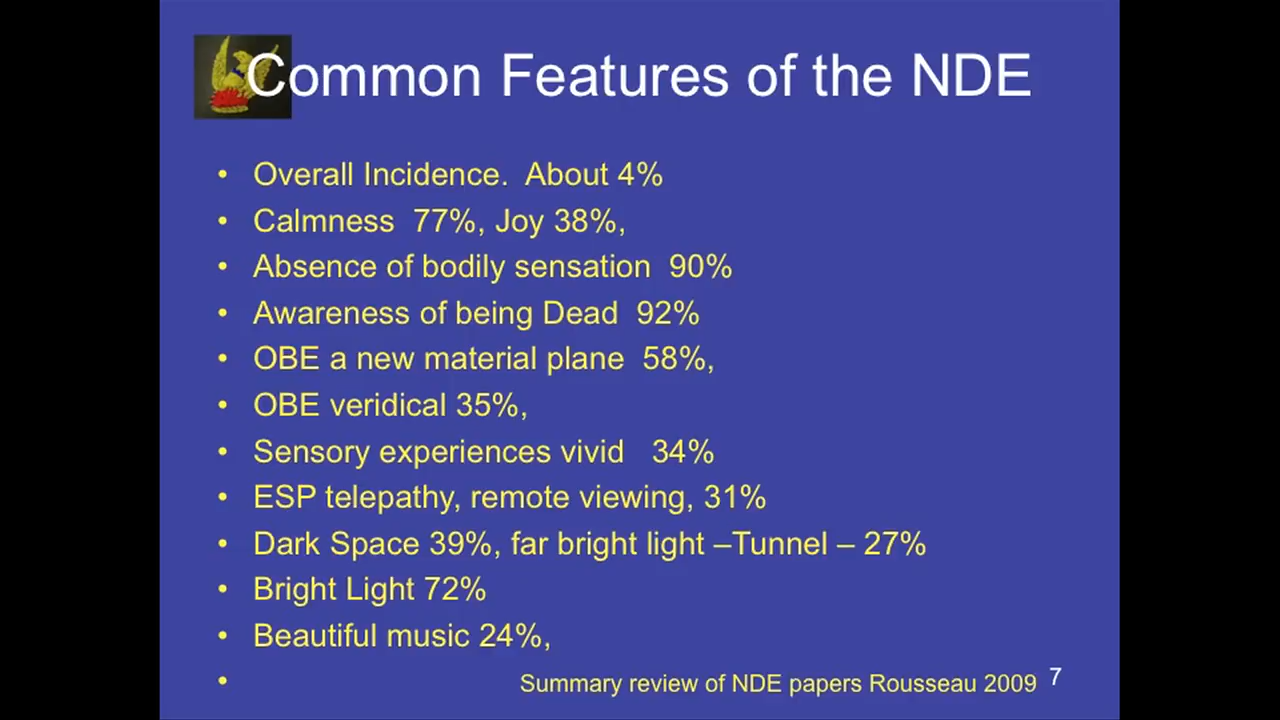 Common Features of the NDE
• Overall Incidence.  About 4%
• Calmness  77%, Joy 38%,
• Absence of bodily sensation  90%
• Awareness of being Dead  92%
• OBE a new material plane  58%,
• OBE veridical 35%,
• Sensory experiences vivid   34%
• ESP telepathy, remote viewing, 31%
• Dark Space 39%, far bright light –Tunnel – 27%
• Bright Light 72%
• Beautiful music 24%,
• Summary review of NDE papers Rousseau 2009 7